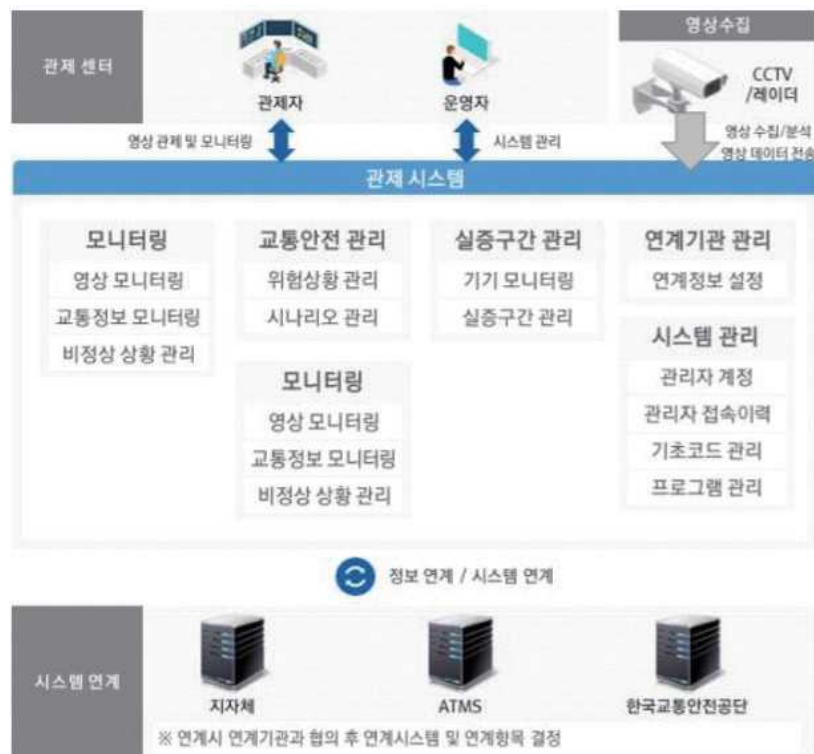 관제 센터
관제자
운영자
영상수집
CCTV
/레이더
영상 관제 및 모니터링
시스템 관리
영상 수집/분석
영상 데이터 전송
관제 시스템
모니터링
영상 모니터링
교통정보 모니터링
비정상 상황 관리
교통안전 관리
위험상황 관리
시나리오 관리
모니터링
영상 모니터링
교통정보 모니터링
비정상 상황 관리
실증구간 관리
기기 모니터링
실증구간 관리
연계기관 관리
연계정보 설정
시스템 관리
관리자 계정
관리자 접속이력
기초코드 관리
프로그램 관리
정보 연계 / 시스템 연계
시스템 연계
지자체
ATMS
한국교통안전공단
※ 연계시 연계기관과 협의 후 연계시스템 및 연계항목 결정